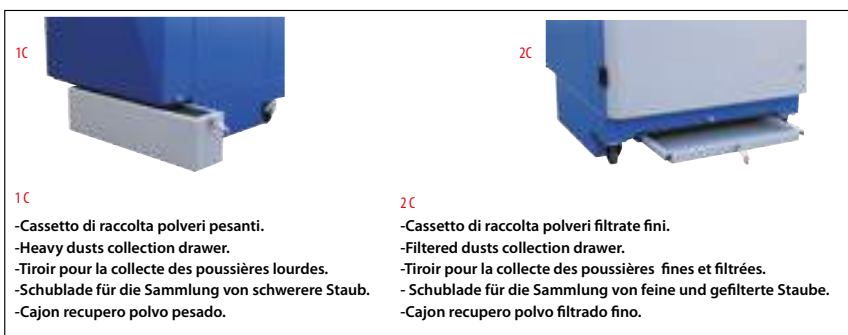 1C
2C
1 C
-Cassetto di raccolta polveri pesanti.
-Heavy dusts collection drawer.
-Tiroir pour la collecte des poussières lourdes.
-Schublade für die Sammlung von schwerere Staub.
-Cajon recupero polvo pesado.
2 C
-Cassetto di raccolta polveri filtrate fini.
-Filtered dusts collection drawer.
-Tiroir pour la collecte des poussières  fines et filtrées.
- Schublade für die Sammlung von feine und gefilterte Staube.
-Cajon recupero polvo filtrado fino.